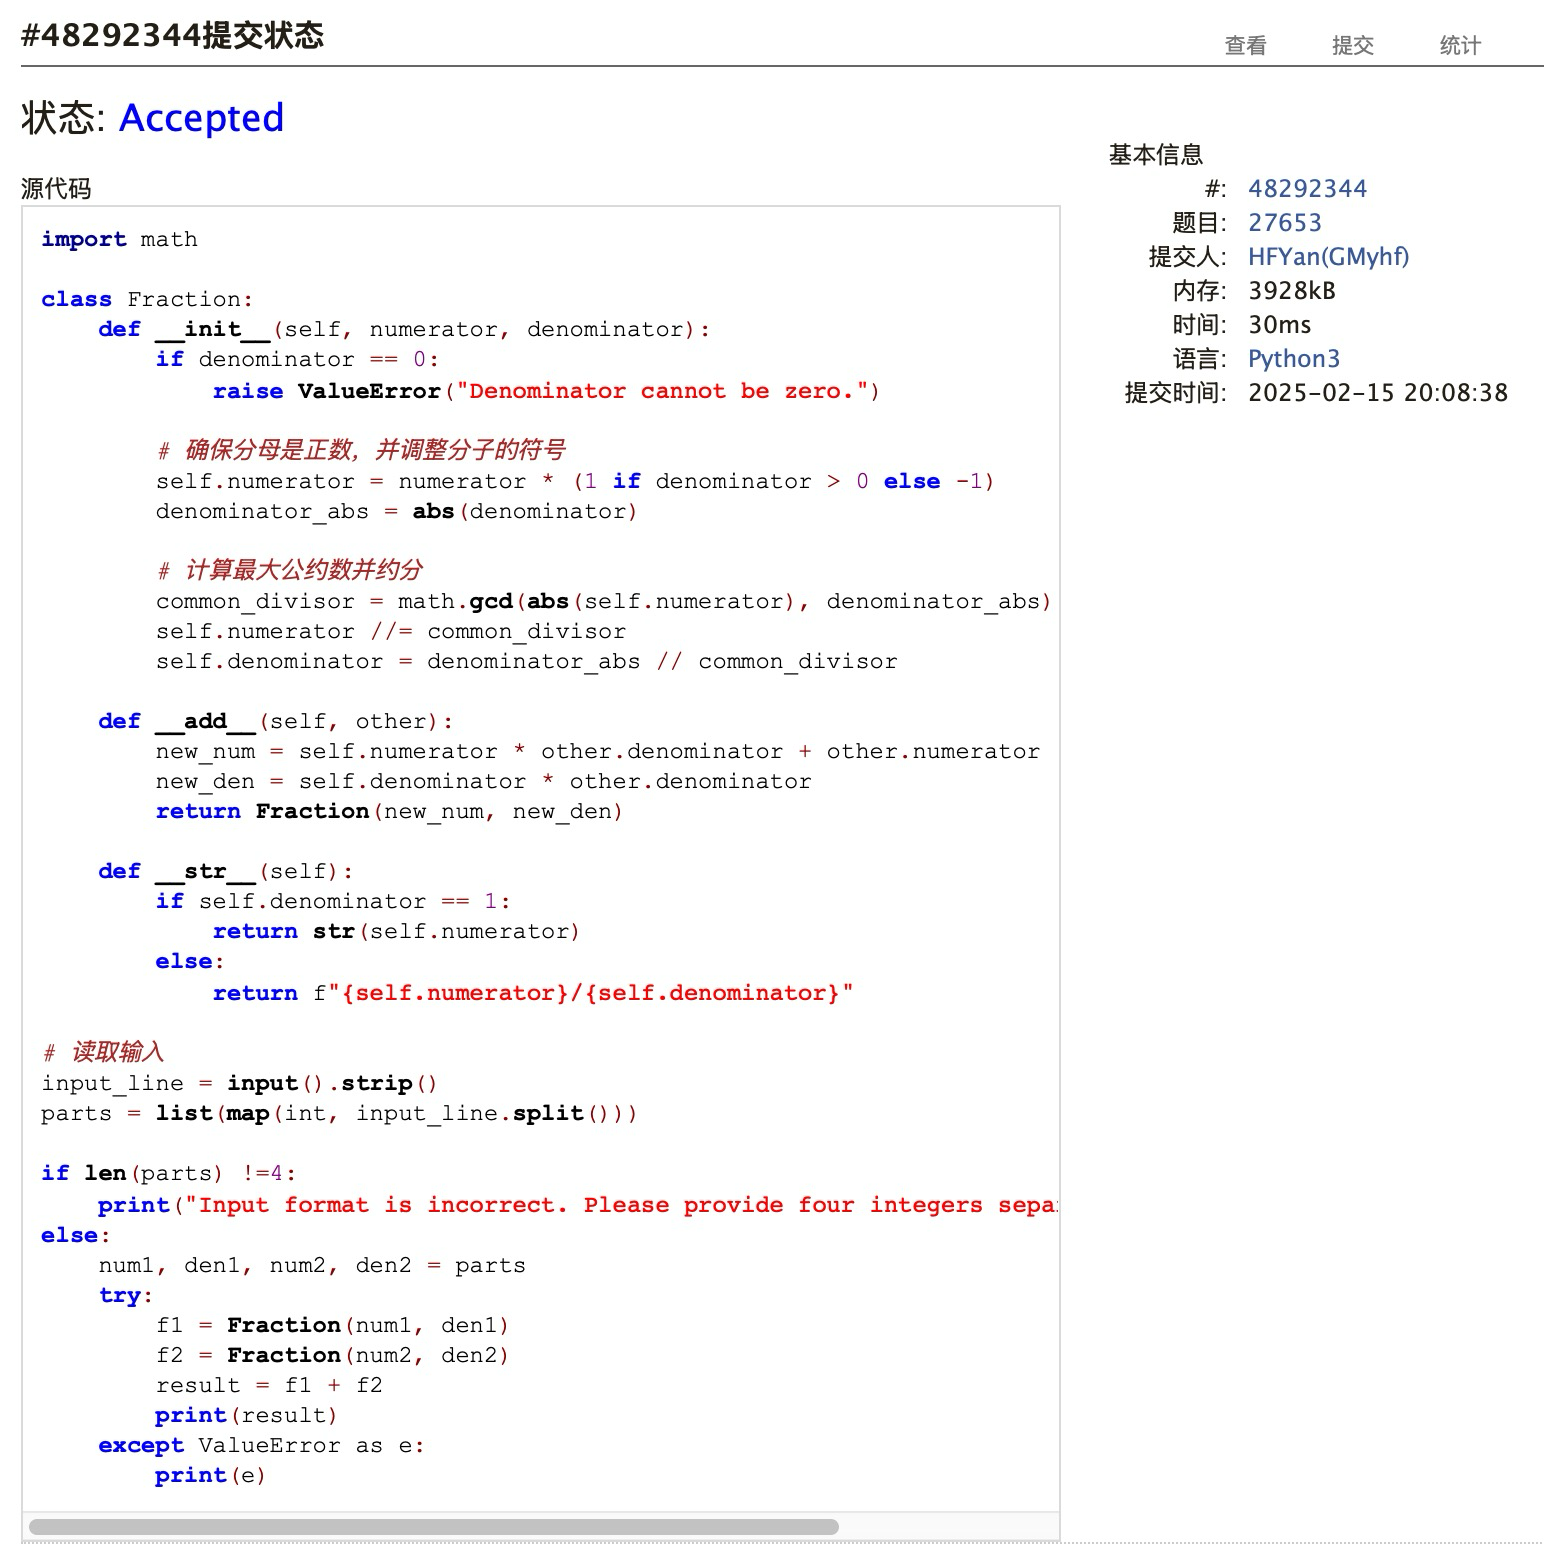 #48292344提交状态
查看 提交 统计
状态: Accepted
源代码
import math
class Fraction:
    def __init__(self, numerator, denominator):
        if denominator == 0:
            raise ValueError("Denominator cannot be zero.")
        # 确保分母是正数，并调整分子的符号
        self.numerator = numerator * (1 if denominator > 0 else -1)
        denominator_abs = abs(denominator)
        # 计算最大公约数并约分
        common_divisor = math.gcd(abs(self.numerator), denominator_abs)
        self.numerator //= common_divisor
        self.denominator = denominator_abs // common_divisor
    def __add__(self, other):
        new_num = self.numerator * other.denominator + other.numerator
        new_den = self.denominator * other.denominator
        return Fraction(new_num, new_den)
    def __str__(self):
        if self.denominator == 1:
            return str(self.numerator)
        else:
            return f"{self.numerator}/{self.denominator}"
# 读取输入
input_line = input().strip()
parts = list(map(int, input_line.split()))
if len(parts) !=4:
    print("Input format is incorrect. Please provide four integers
else:
    num1, den1, num2, den2 = parts
    try:
        f1 = Fraction(num1, den1)
        f2 = Fraction(num2, den2)
        result = f1 + f2
        print(result)
    except ValueError as e:
        print(e)
基本信息
#: 48292344
题目: 27653
提交人: HFYan(GMyhf)
内存: 3928kB
时间: 30ms
语言: Python3
提交时间: 2025-02-15 20:08:38